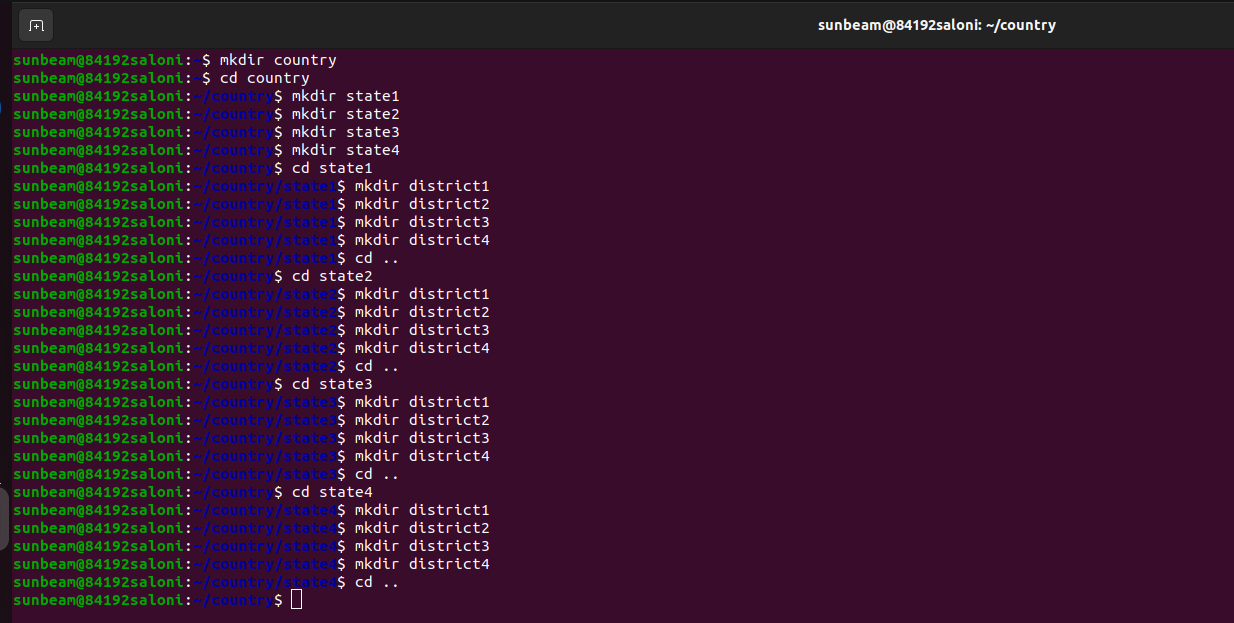 sunbeam@84192saloni: ~/country
sunbeam@84192saloni:~$ mkdir country
sunbeam@84192saloni:~$ cd country
sunbeam@84192saloni:~/country$ mkdir state1
sunbeam@84192saloni:~/country$ mkdir state2
sunbeam@84192saloni:~/country$ mkdir state3
sunbeam@84192saloni:~/country$ mkdir state4
sunbeam@84192saloni:~/country$ cd state1
sunbeam@84192saloni:~/country/state1$ mkdir district1
sunbeam@84192saloni:~/country/state1$ mkdir district2
sunbeam@84192saloni:~/country/state1$ mkdir district3
sunbeam@84192saloni:~/country/state1$ mkdir district4
sunbeam@84192saloni:~/country/state1$ cd ..
sunbeam@84192saloni:~/country$ cd state2
sunbeam@84192saloni:~/country/state2$ mkdir district1
sunbeam@84192saloni:~/country/state2$ mkdir district2
sunbeam@84192saloni:~/country/state2$ mkdir district3
sunbeam@84192saloni:~/country/state2$ mkdir district4
sunbeam@84192saloni:~/country/state2$ cd ..
sunbeam@84192saloni:~/country$ cd state3
sunbeam@84192saloni:~/country/state3$ mkdir district1
sunbeam@84192saloni:~/country/state3$ mkdir district2
sunbeam@84192saloni:~/country/state3$ mkdir district3
sunbeam@84192saloni:~/country/state3$ mkdir district4
sunbeam@84192saloni:~/country/state3$ cd ..
sunbeam@84192saloni:~/country$ cd state4
sunbeam@84192saloni:~/country/state4$ mkdir district1
sunbeam@84192saloni:~/country/state4$ mkdir district2
sunbeam@84192saloni:~/country/state4$ mkdir district3
sunbeam@84192saloni:~/country/state4$ mkdir district4
sunbeam@84192saloni:~/country/state4$ cd ..
sunbeam@84192saloni:~/country$